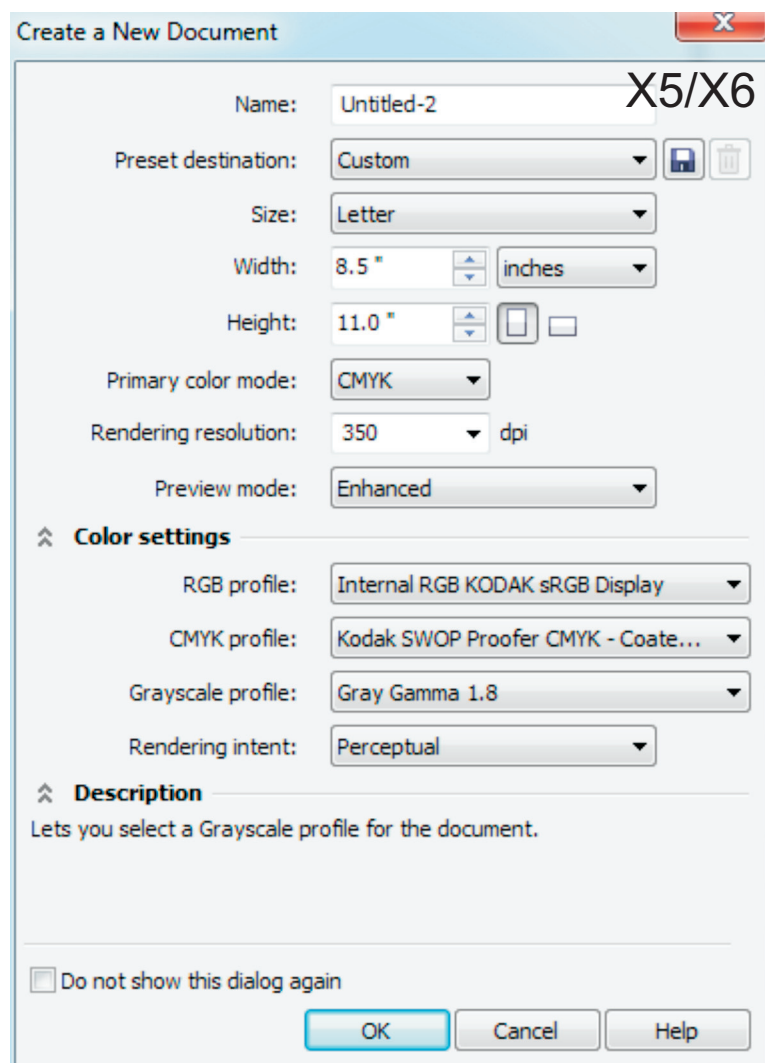 Create a New Document
X5/X6
Name: Untitled-2
Preset destination: Custom
Size: Letter
Width: 8.5 " inches
Height: 11.0 "
Primary color mode: CMYK
Rendering resolution: 350 dpi
Preview mode: Enhanced
Color settings
RGB profile: Internal RGB KODAK sRGB Display
CMYK profile: Kodak SWOP Proofer CMYK - Coate...
Grayscale profile: Gray Gamma 1.8
Rendering intent: Perceptual
Description
Lets you select a Grayscale profile for the document.
Do not show this dialog again
OK Cancel Help